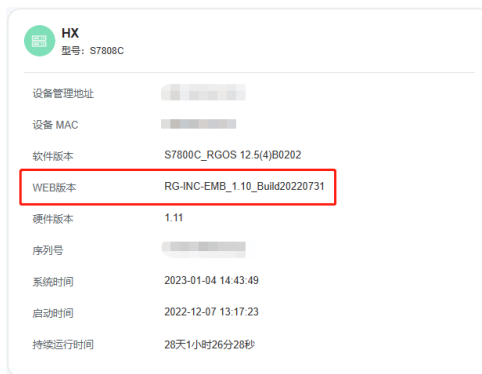 HX
型号：S7808C
设备管理地址
设备 MAC
软件版本 S7800C_RGOS 12.5(4)B0202
WEB版本 RG-INC-EMB_1.10_Build20220731
硬件版本 1.11
序列号
系统时间 2023-01-04 14:43:49
启动时间 2022-12-07 13:17:23
持续运行时间 28天1小时26分28秒